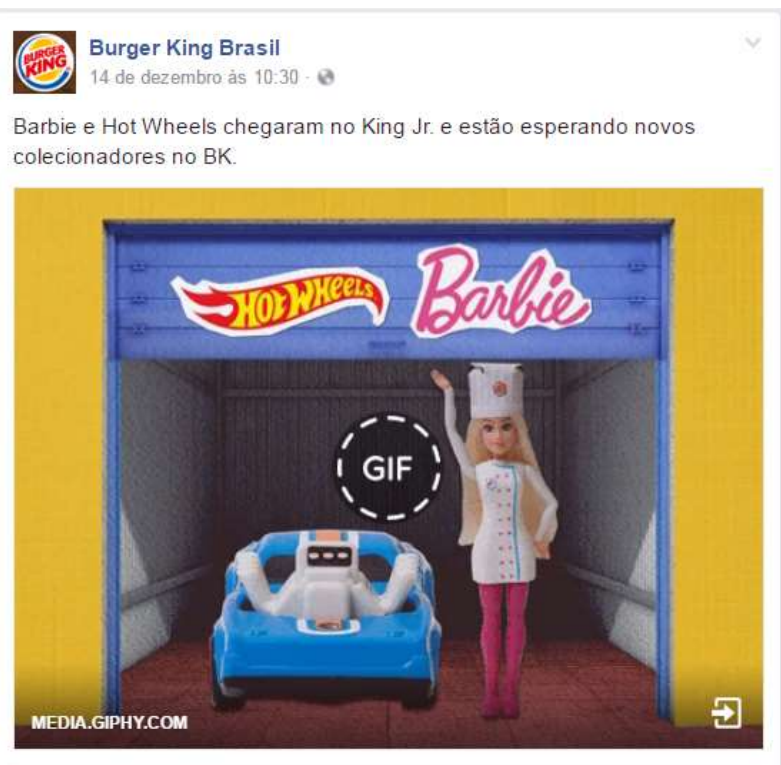 BURGER
KING
Burger King Brasil
14 de dezembro às 10:30 ·
Barbie e Hot Wheels chegaram no King Jr. e estão esperando novos
colecionadores no BK.
HOT WHEELS
Barbie
GIF
MEDIA.GIPHY.COM